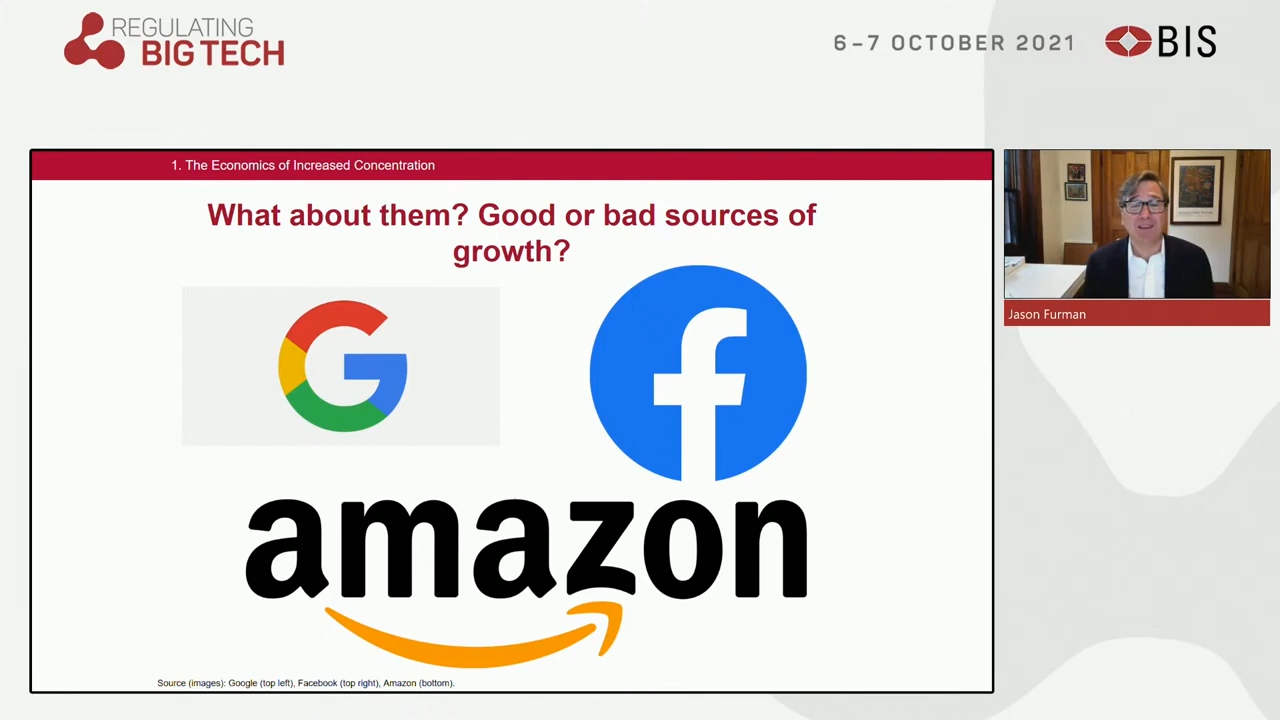 REGULATING
BIG TECH
6–7 OCTOBER 2021
BIS
1. The Economics of Increased Concentration
What about them? Good or bad sources of
growth?
G
f
amazon
Source (images): Google (top left), Facebook (top right), Amazon (bottom).
Jason Furman